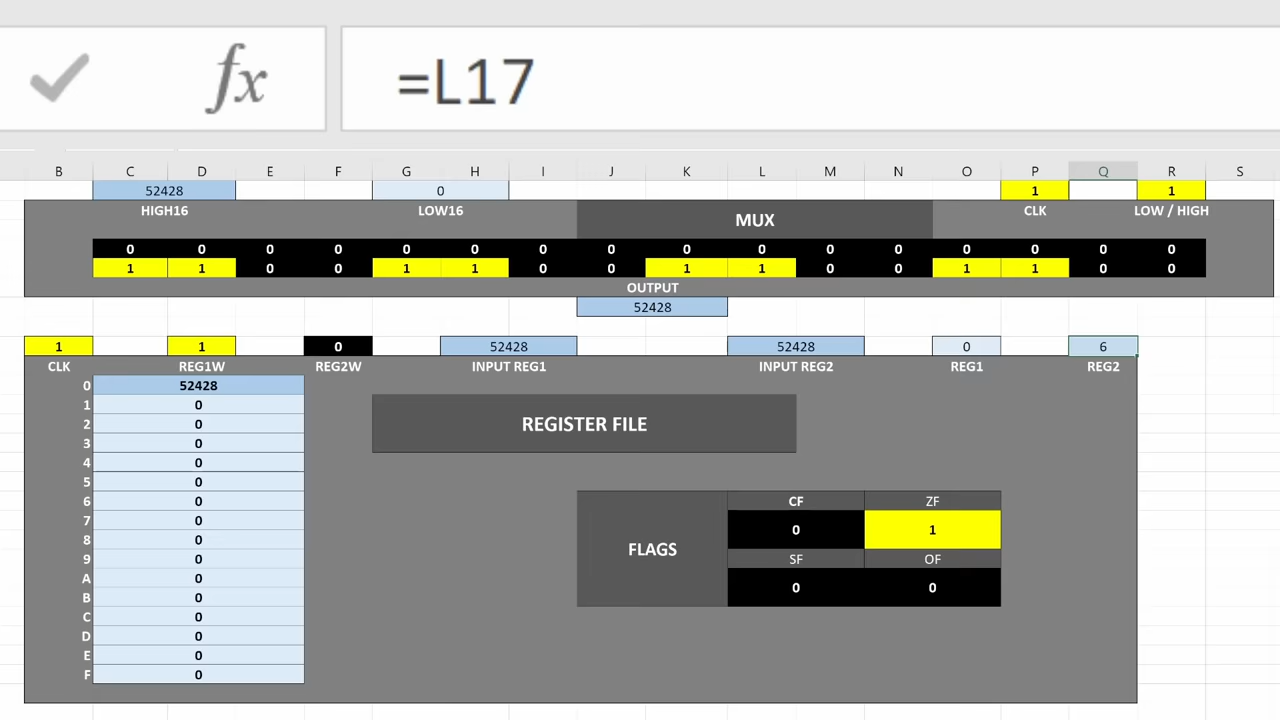 fx =L17
B C D E F G H I J K L M N O P Q R S
52428 0 1 1
HIGH16 LOW16 MUX CLK LOW / HIGH
0 0 0 0 0 0 0 0 0 0 0 0 0 0 0 0
1 1 0 0 1 1 0 0 1 1 0 0 1 1 0 0
OUTPUT
52428
1 1 0 52428 52428 0 6
CLK REG1W REG2W INPUT REG1 INPUT REG2 REG1 REG2
0 52428
1 0
2 0
3 0
4 0
5 0
6 0
7 0
8 0
9 0
A 0
B 0
C 0
D 0
E 0
F 0
REGISTER FILE
FLAGS
CF ZF
0 1
SF OF
0 0